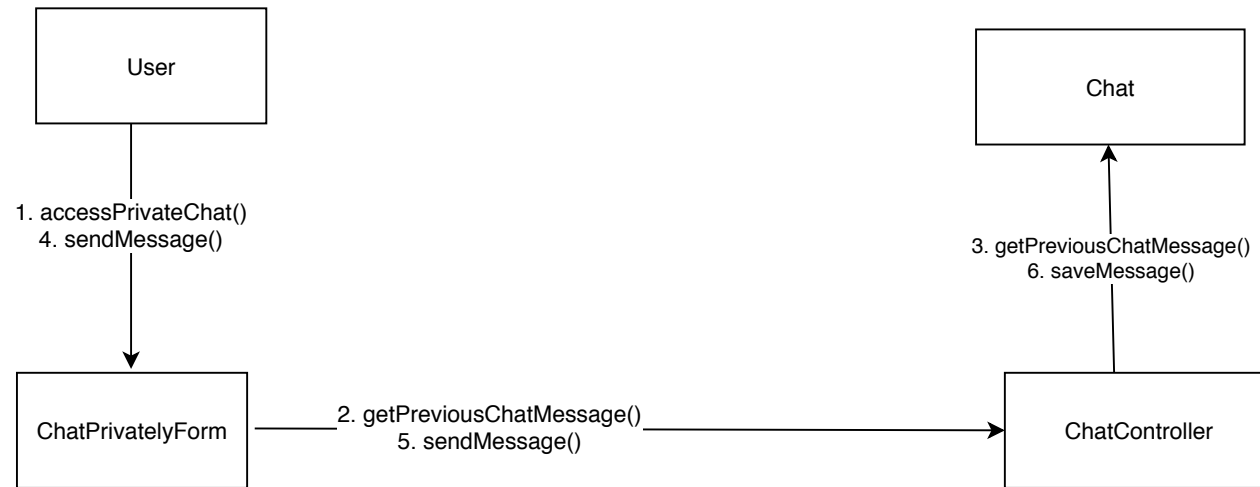 User
Chat
1. accessPrivateChat()
4. sendMessage()
3. getPreviousChatMessage()
6. saveMessage()
ChatPrivatelyForm
2. getPreviousChatMessage()
5. sendMessage()
ChatController